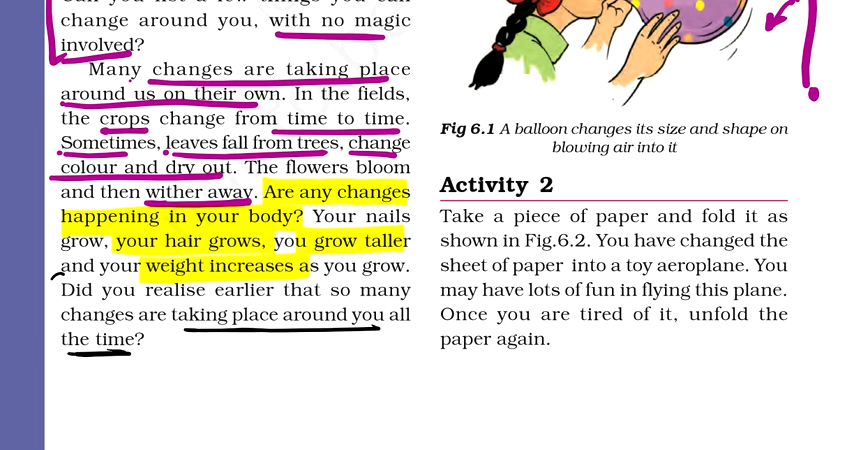 change around you, with no magic
involved?
Many changes are taking place
around us on their own. In the fields,
the crops change from time to time.
Sometimes, leaves fall from trees, change
colour and dry out. The flowers bloom
and then wither away. Are any changes
happening in your body? Your nails
grow, your hair grows, you grow taller
and your weight increases as you grow.
Did you realise earlier that so many
changes are taking place around you all
the time?
Fig 6.1 A balloon changes its size and shape on
blowing air into it
Activity 2
Take a piece of paper and fold it as
shown in Fig.6.2. You have changed the
sheet of paper into a toy aeroplane. You
may have lots of fun in flying this plane.
Once you are tired of it, unfold the
paper again.